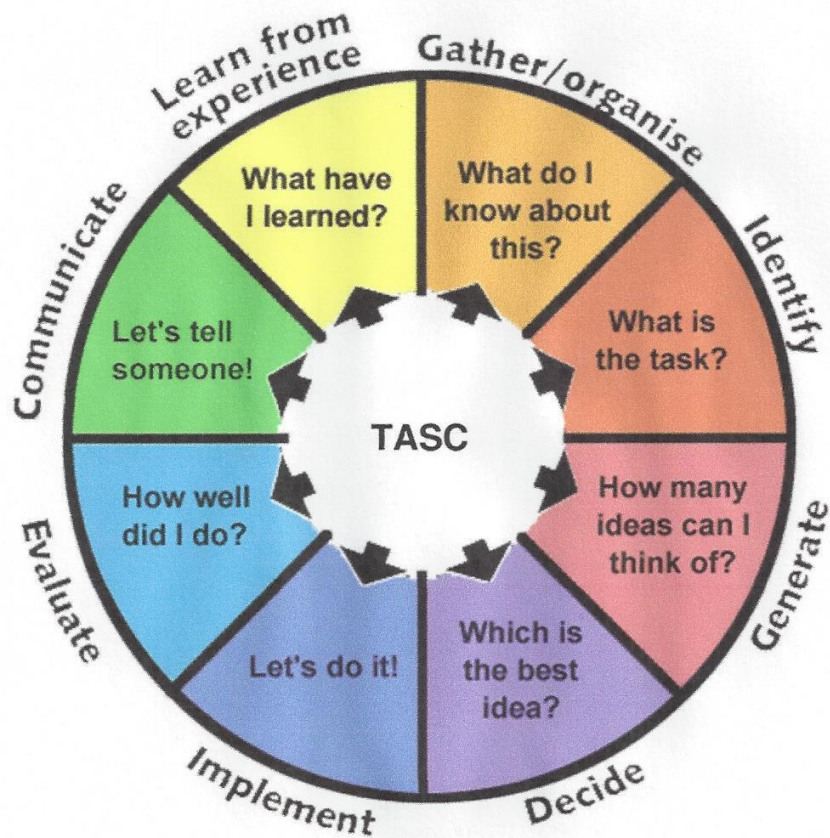 Gather/organise
What do I
know about
this?
Identify
What is
the task?
Generate
How many
ideas can I
think of?
Decide
Which is
the best
idea?
Implement
Let's do it!
Evaluate
How well
did I do?
Communicate
Let's tell
someone!
Learn from
experience
What have
I learned?
TASC